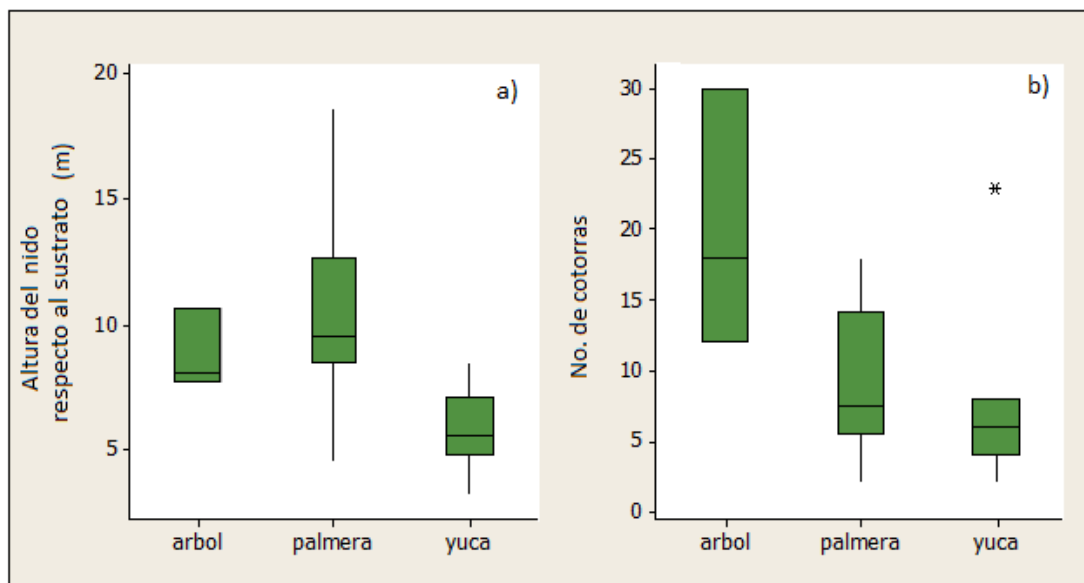 a)
Altura del nido
respecto al sustrato (m)
20
15
10
5
arbol palmera yuca
b)
No. de cotorras
30
25
20
15
10
5
0
*
arbol palmera yuca